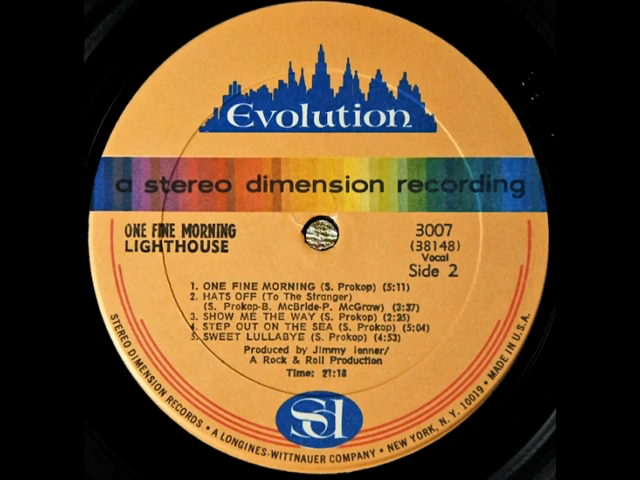 Evolution
a stereo dimension recording
ONE FINE MORNING
LIGHTHOUSE
3007
(38148)
Vocal
Side 2
1. ONE FINE MORNING (S. Prokop) (5:11)
2. HATS OFF (To The Stranger)
(S. Prokop-B. McBride-P. McGraw) (3:37)
3. SHOW ME THE WAY (S. Prokop) (2:25)
4. STEP OUT ON THE SEA (S. Prokop) (5:04)
5. SWEET LULLABYE (S. Prokop) (4:53)
Produced by Jimmy Ienner/
A Rock & Roll Production
Time: 21:18
Sd
STEREO DIMENSION RECORDS • A LONGINES-WITTNAUER COMPANY • NEW YORK, N. Y. 10019 • MADE IN U.S.A.